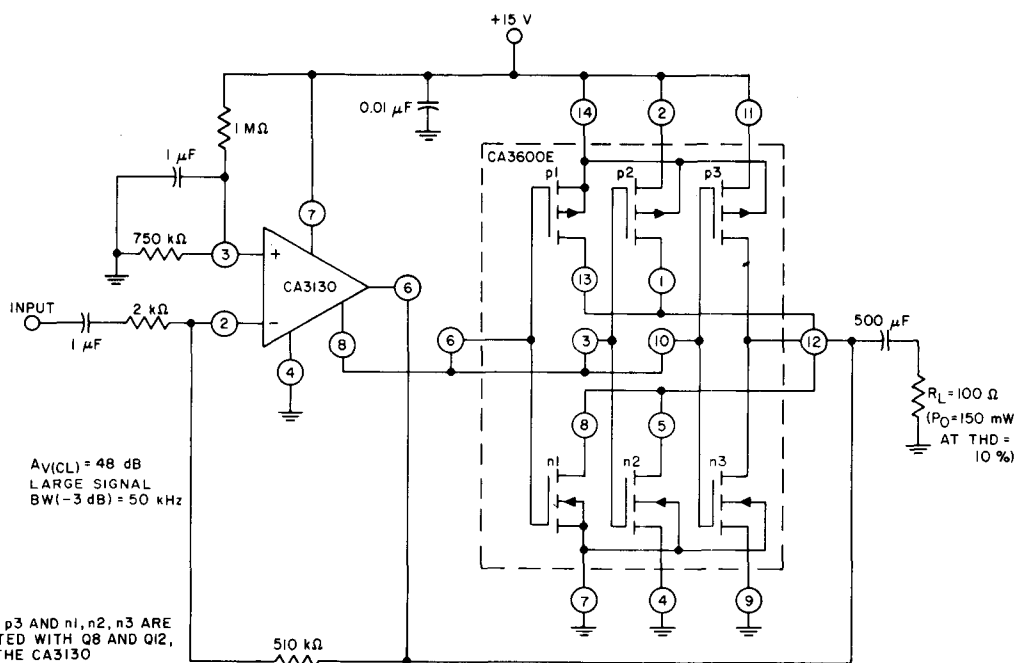 +15 V
14
2
11
0.01 µF
1 MΩ
CA3600E
1 µF
p1
p2
p3
7
750 kΩ
3
+
CA3130
6
13
1
INPUT
2 kΩ
2
−
500 µF
1 µF
8
6
3
10
12
4
RL=100 Ω
(PO=150 mW
AT THD=
10 %)
8
5
AV(CL) = 48 dB
LARGE SIGNAL
BW(-3 dB) = 50 kHz
n1
n2
n3
7
4
9
p3 AND n1, n2, n3 ARE
TED WITH Q8 AND Q12,
THE CA3130
510 kΩ